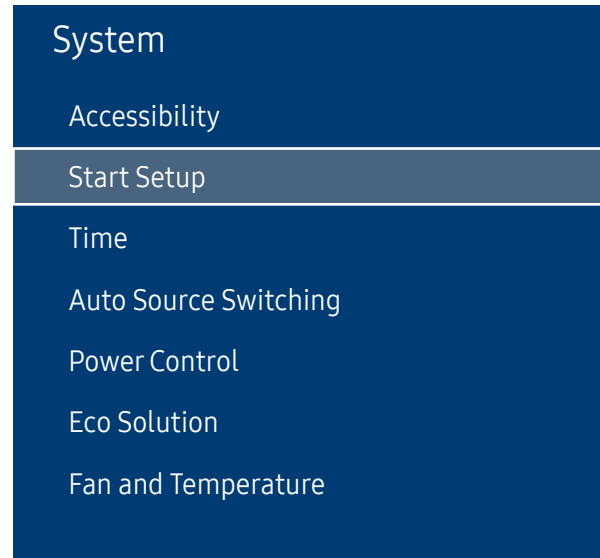 System
Accessibility
Start Setup
Time
Auto Source Switching
Power Control
Eco Solution
Fan and Temperature